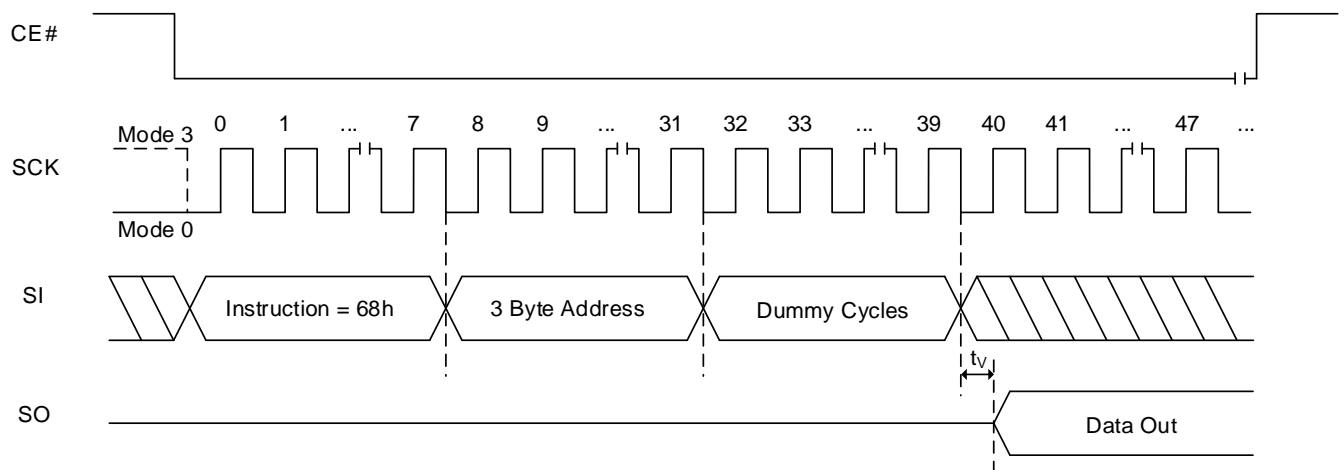 CE#
0 1 ... 7 8 9 ... 31 32 33 ... 39 40 41 ... 47 ...
Mode 3
SCK
Mode 0
SI
Instruction = 68h
3 Byte Address
Dummy Cycles
tV
SO
Data Out